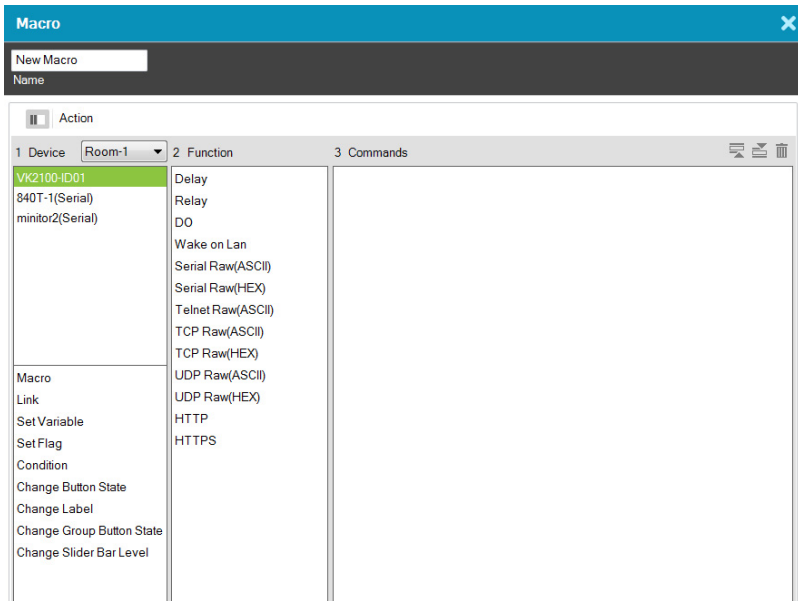 Macro
New Macro
Name
Action
1 Device Room-1 2 Function 3 Commands
VK2100-ID01
840T-1(Serial)
minitor2(Serial)
Macro
Link
Set Variable
Set Flag
Condition
Change Button State
Change Label
Change Group Button State
Change Slider Bar Level
Delay
Relay
DO
Wake on Lan
Serial Raw(ASCII)
Serial Raw(HEX)
Telnet Raw(ASCII)
TCP Raw(ASCII)
TCP Raw(HEX)
UDP Raw(ASCII)
UDP Raw(HEX)
HTTP
HTTPS